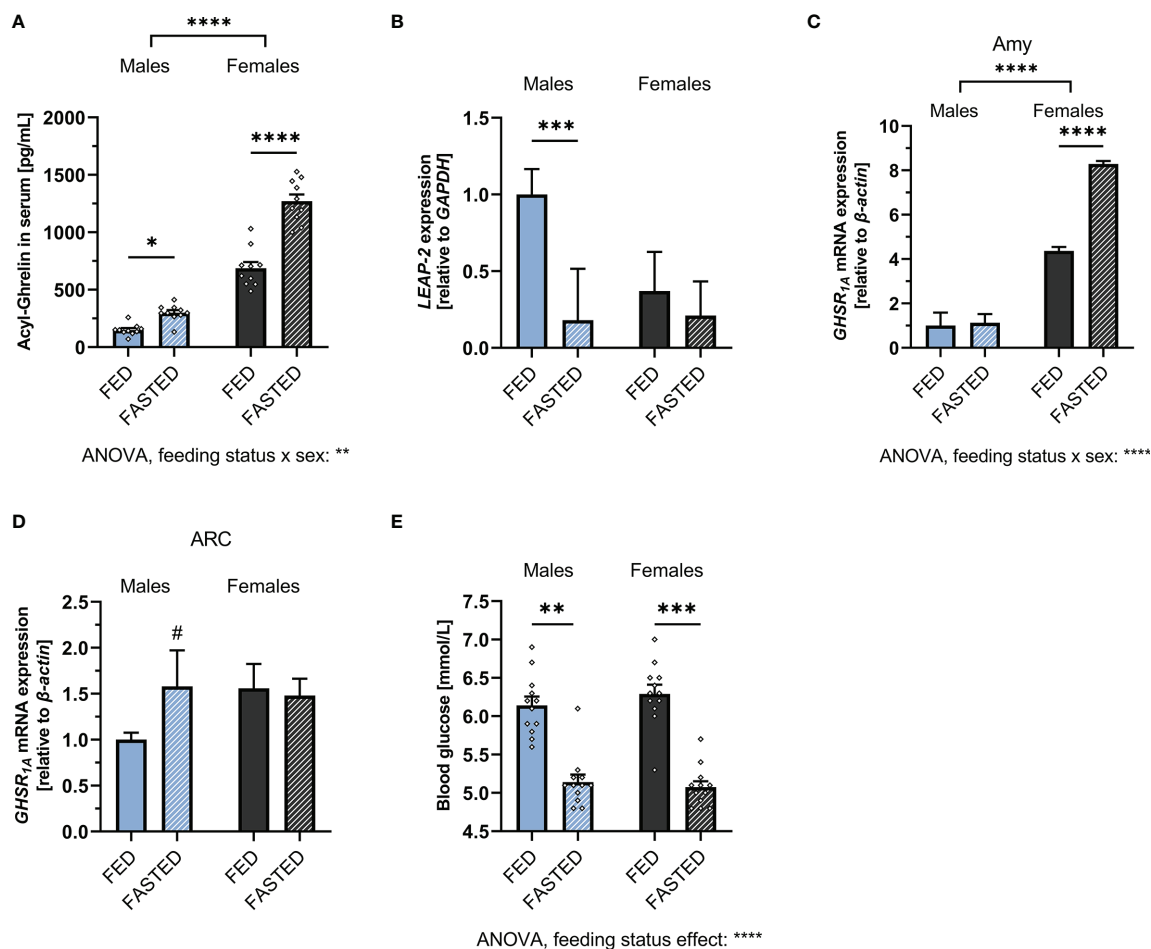 A
****
Males Females
Acyl-Ghrelin in serum [pg/mL]
2000
1500
1000
500
0
*
****
FED
FASTED
FED
FASTED
ANOVA, feeding status x sex: **
B
Males Females
LEAP-2 expression
[relative to GAPDH]
1.5
1.0
0.5
0.0
***
FED
FASTED
FED
FASTED
C
Amy
****
Males Females
GHSR1A mRNA expression
[relative to β-actin]
10
8
6
4
2
0
****
FED
FASTED
FED
FASTED
ANOVA, feeding status x sex: ****
D
ARC
Males Females
GHSR1A mRNA expression
[relative to β-actin]
2.5
2.0
1.5
1.0
0.5
0.0
#
FED
FASTED
FED
FASTED
E
Males Females
Blood glucose [mmol/L]
7.5
7.0
6.5
6.0
5.5
5.0
4.5
**
***
FED
FASTED
FED
FASTED
ANOVA, feeding status effect: ****